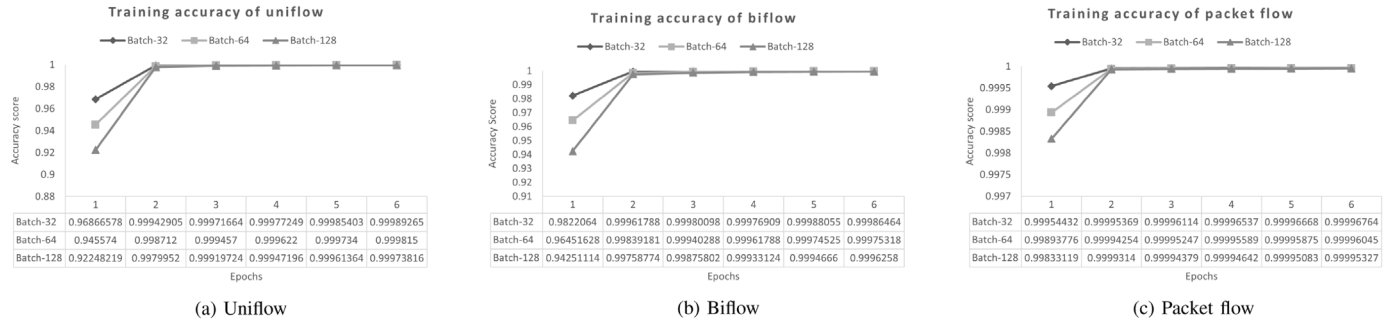 Training accuracy of uniflow
Batch-32 Batch-64 Batch-128
Accuracy score
1
0.98
0.96
0.94
0.92
0.9
0.88
1 2 3 4 5 6
Batch-32 0.96866578 0.99942905 0.99971664 0.99977249 0.99985403 0.99989265
Batch-64 0.945574 0.998712 0.999457 0.999622 0.999734 0.999815
Batch-128 0.92248219 0.9979952 0.99919724 0.99947196 0.99961364 0.99973816
Epochs
(a) Uniflow
Training accuracy of biflow
Batch-32 Batch-64 Batch-128
Accuracy Score
1
0.99
0.98
0.97
0.96
0.95
0.94
0.93
0.92
0.91
1 2 3 4 5 6
Batch-32 0.9822064 0.99961788 0.99980098 0.99976909 0.99988055 0.99986464
Batch-64 0.96451628 0.99839181 0.99940288 0.99961788 0.99974525 0.99975318
Batch-128 0.94251114 0.99758774 0.99875802 0.99933124 0.9994666 0.9996258
Epochs
(b) Biflow
Training accuracy of packet flow
Batch-32 Batch-64 Batch-128
Accuracy score
1
0.9995
0.999
0.9985
0.998
0.9975
0.997
1 2 3 4 5 6
Batch-32 0.99954432 0.99995369 0.99996114 0.99996537 0.99996668 0.99996764
Batch-64 0.99893776 0.99994254 0.99995247 0.99995589 0.99995875 0.99996045
Batch-128 0.99833119 0.9999314 0.99994379 0.99994642 0.99995083 0.99995327
Epochs
(c) Packet flow